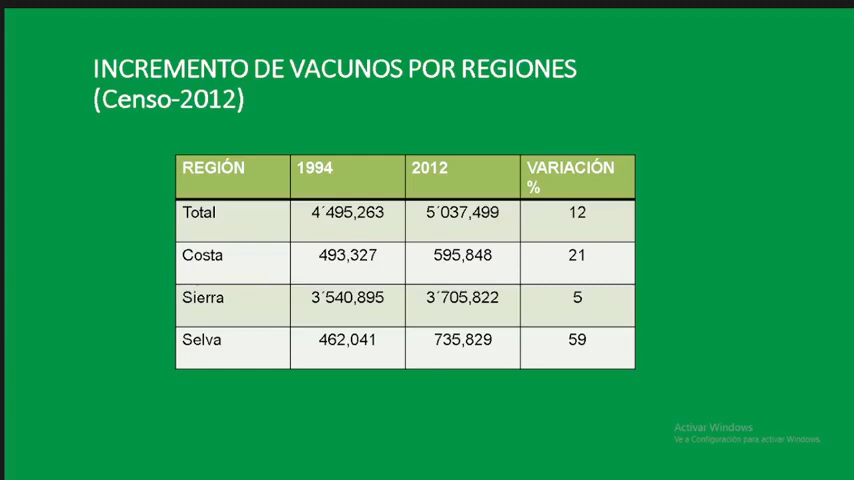 INCREMENTO DE VACUNOS POR REGIONES
(Censo-2012)
REGIÓN 1994 2012 VARIACIÓN %
Total 4´495,263 5´037,499 12
Costa 493,327 595,848 21
Sierra 3´540,895 3´705,822 5
Selva 462,041 735,829 59
Activar Windows
Ve a Configuración para activar Windows.